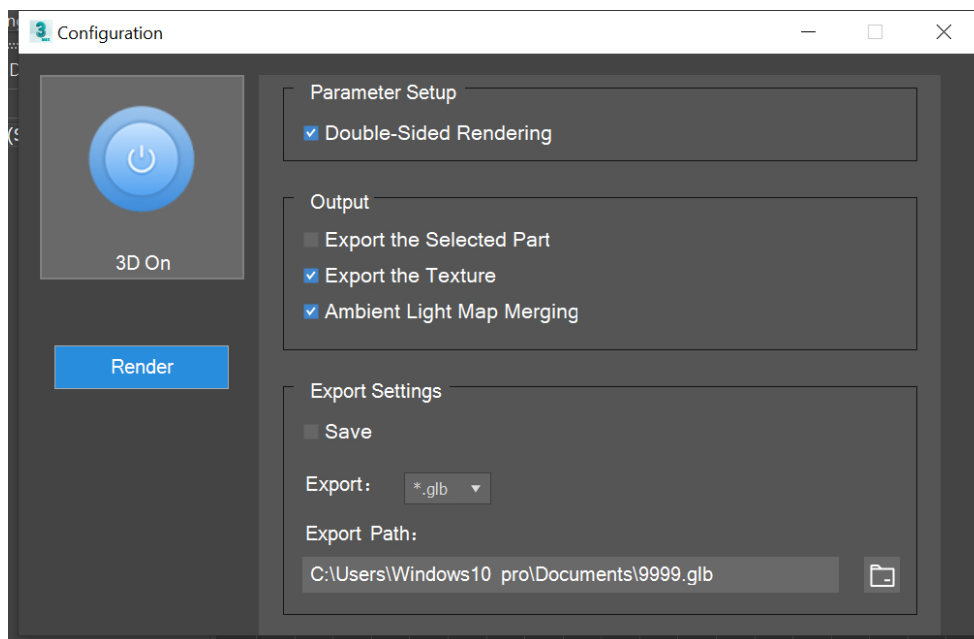 Configuration
3D On
Render
Parameter Setup
Double-Sided Rendering
Output
Export the Selected Part
Export the Texture
Ambient Light Map Merging
Export Settings
Save
Export： *.glb
Export Path：
C:\Users\Windows10 pro\Documents\9999.glb